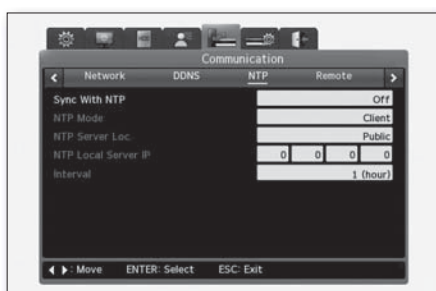 Communication
Network DDNS NTP Remote
Sync With NTP Off
NTP Mode Client
NTP Server Loc. Public
NTP Local Server IP 0 0 0 0
Interval 1 (hour)
◀ ▶ : Move ENTER: Select ESC: Exit